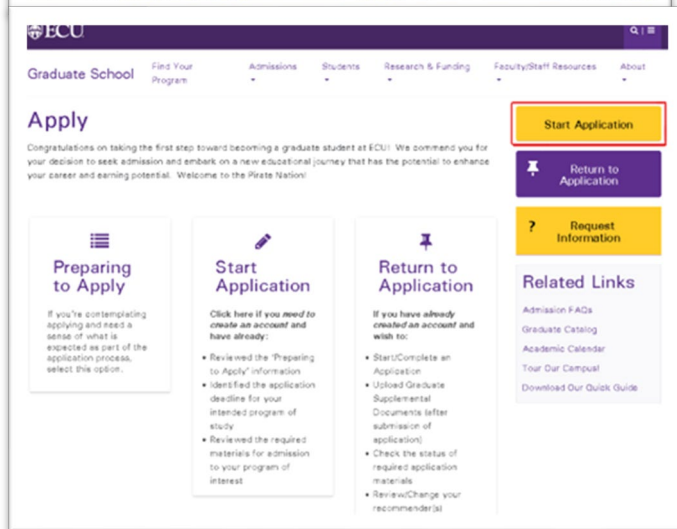 ECU
Graduate School
Find Your
Program
Admissions
Students
Research & Funding
Faculty/Staff Resources
About
Apply
Congratulations on taking the first step toward becoming a graduate student at ECU! We commend you for
your decision to seek admission and embark on a new educational journey that has the potential to enhance
your career and earning potential. Welcome to the Pirate Nation!
Start Application
Return to
Application
? Request
Information
Preparing
to Apply
If you're contemplating
applying and need a
sense of what is
expected as part of the
application process,
select this option.
Start
Application
Click here if you need to
create an account and
have already:
• Reviewed the "Preparing
to Apply" information
• Identified the application
deadline for your
intended program of
study
• Reviewed the required
materials for admission
to your program of
interest
Return to
Application
If you have already
created an account and
wish to:
• Start/Complete an
Application
• Upload Graduate
Supplemental
Documents (after
submission of
application)
• Check the status of
required application
materials
• Review/Change your
recommender(s)
Related Links
Admission FAQs
Graduate Catalog
Academic Calendar
Tour Our Campus!
Download Our Quick Guide